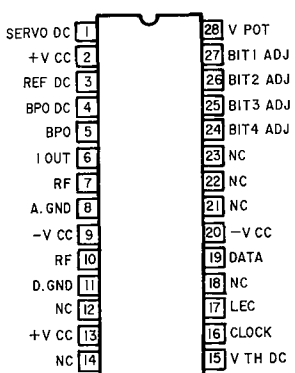 SERVO DC 1 28 V POT
+V CC 2 27 BIT1 ADJ
REF DC 3 26 BIT2 ADJ
BPO DC 4 25 BIT3 ADJ
BPO 5 24 BIT4 ADJ
I OUT 6 23 NC
RF 7 22 NC
A.GND 8 21 NC
-V CC 9 20 -V CC
RF 10 19 DATA
D.GND 11 18 NC
NC 12 17 LEC
+V CC 13 16 CLOCK
NC 14 15 V TH DC